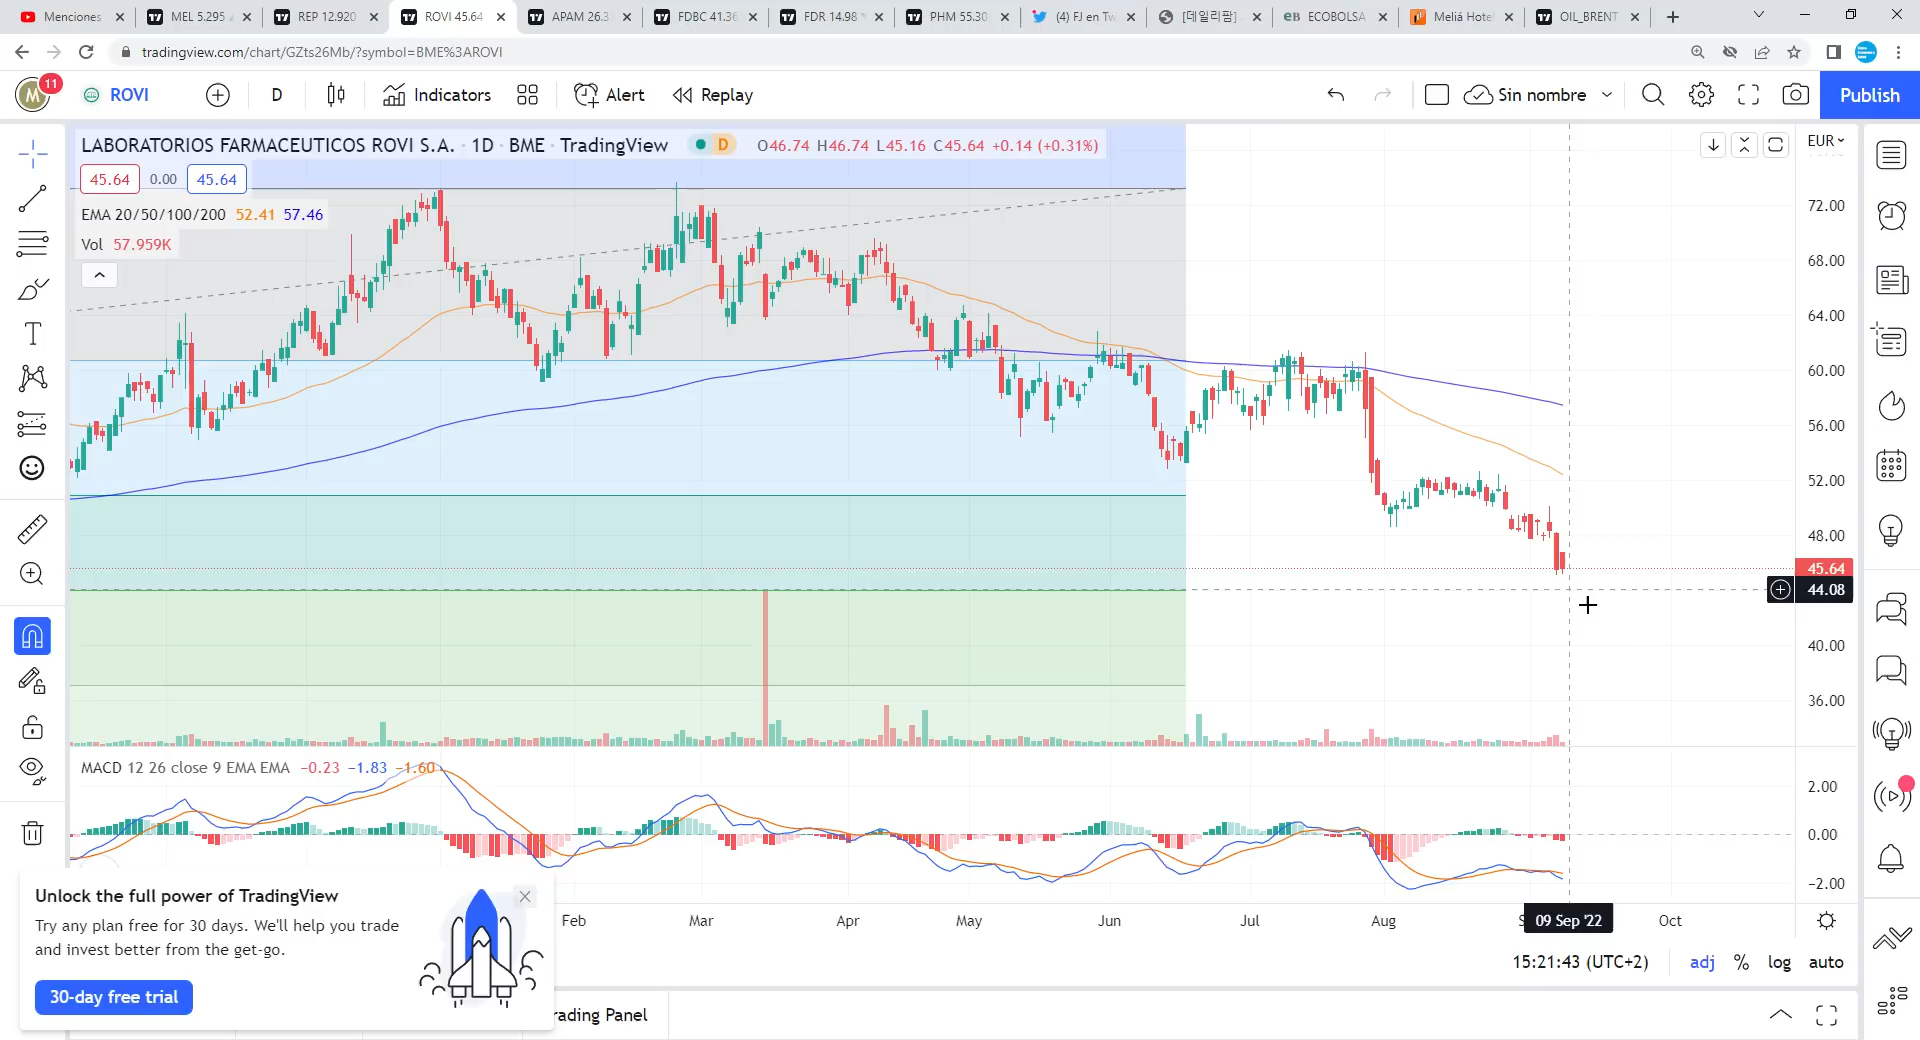 Menciones
MEL 5.295
REP 12.920
ROVI 45.64
APAM 26.3
FDBC 41.36
FDR 14.98
PHM 55.30
(4) FJ en Tw
[데일리팜]
ECOBOLSA
Meliá Hote
OIL_BRENT
tradingview.com/chart/GZts26Mb/?symbol=BME%3AROVI
M 11
ROVI
D
Indicators
Alert
Replay
Sin nombre
Publish
LABORATORIOS FARMACEUTICOS ROVI S.A. · 1D · BME · TradingView
D
O46.74 H46.74 L45.16 C45.64 +0.14 (+0.31%)
EUR
45.64 0.00 45.64
EMA 20/50/100/200 52.41 57.46
Vol 57.959K
72.00
68.00
64.00
60.00
56.00
52.00
48.00
45.64
44.08
40.00
36.00
MACD 12 26 close 9 EMA EMA −0.23 −1.83 −1.60
2.00
0.00
−2.00
Unlock the full power of TradingView
Try any plan free for 30 days. We'll help you trade
and invest better from the get-go.
30-day free trial
Feb Mar Apr May Jun Jul Aug 09 Sep '22 Oct
15:21:43 (UTC+2) adj % log auto
rading Panel